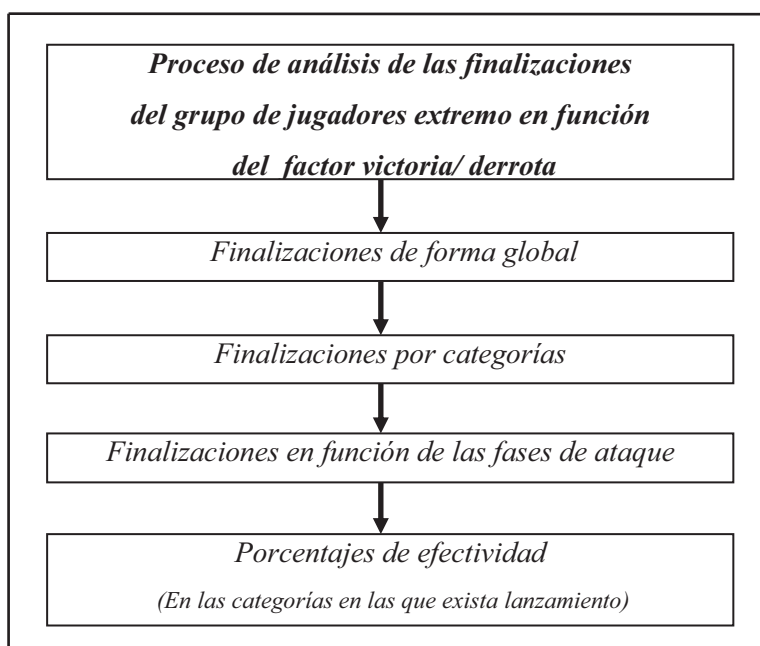 Proceso de análisis de las finalizaciones
del grupo de jugadores extremo en función
del factor victoria/ derrota
Finalizaciones de forma global
Finalizaciones por categorías
Finalizaciones en función de las fases de ataque
Porcentajes de efectividad
(En las categorías en las que exista lanzamiento)